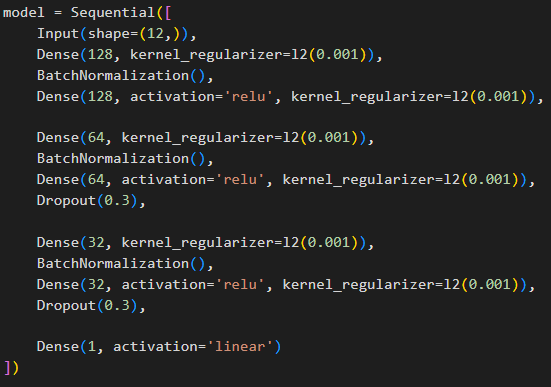 model = Sequential([
    Input(shape=(12,)),
    Dense(128, kernel_regularizer=l2(0.001)),
    BatchNormalization(),
    Dense(128, activation='relu', kernel_regularizer=l2(0.001)),

    Dense(64, kernel_regularizer=l2(0.001)),
    BatchNormalization(),
    Dense(64, activation='relu', kernel_regularizer=l2(0.001)),
    Dropout(0.3),

    Dense(32, kernel_regularizer=l2(0.001)),
    BatchNormalization(),
    Dense(32, activation='relu', kernel_regularizer=l2(0.001)),
    Dropout(0.3),

    Dense(1, activation='linear')
])